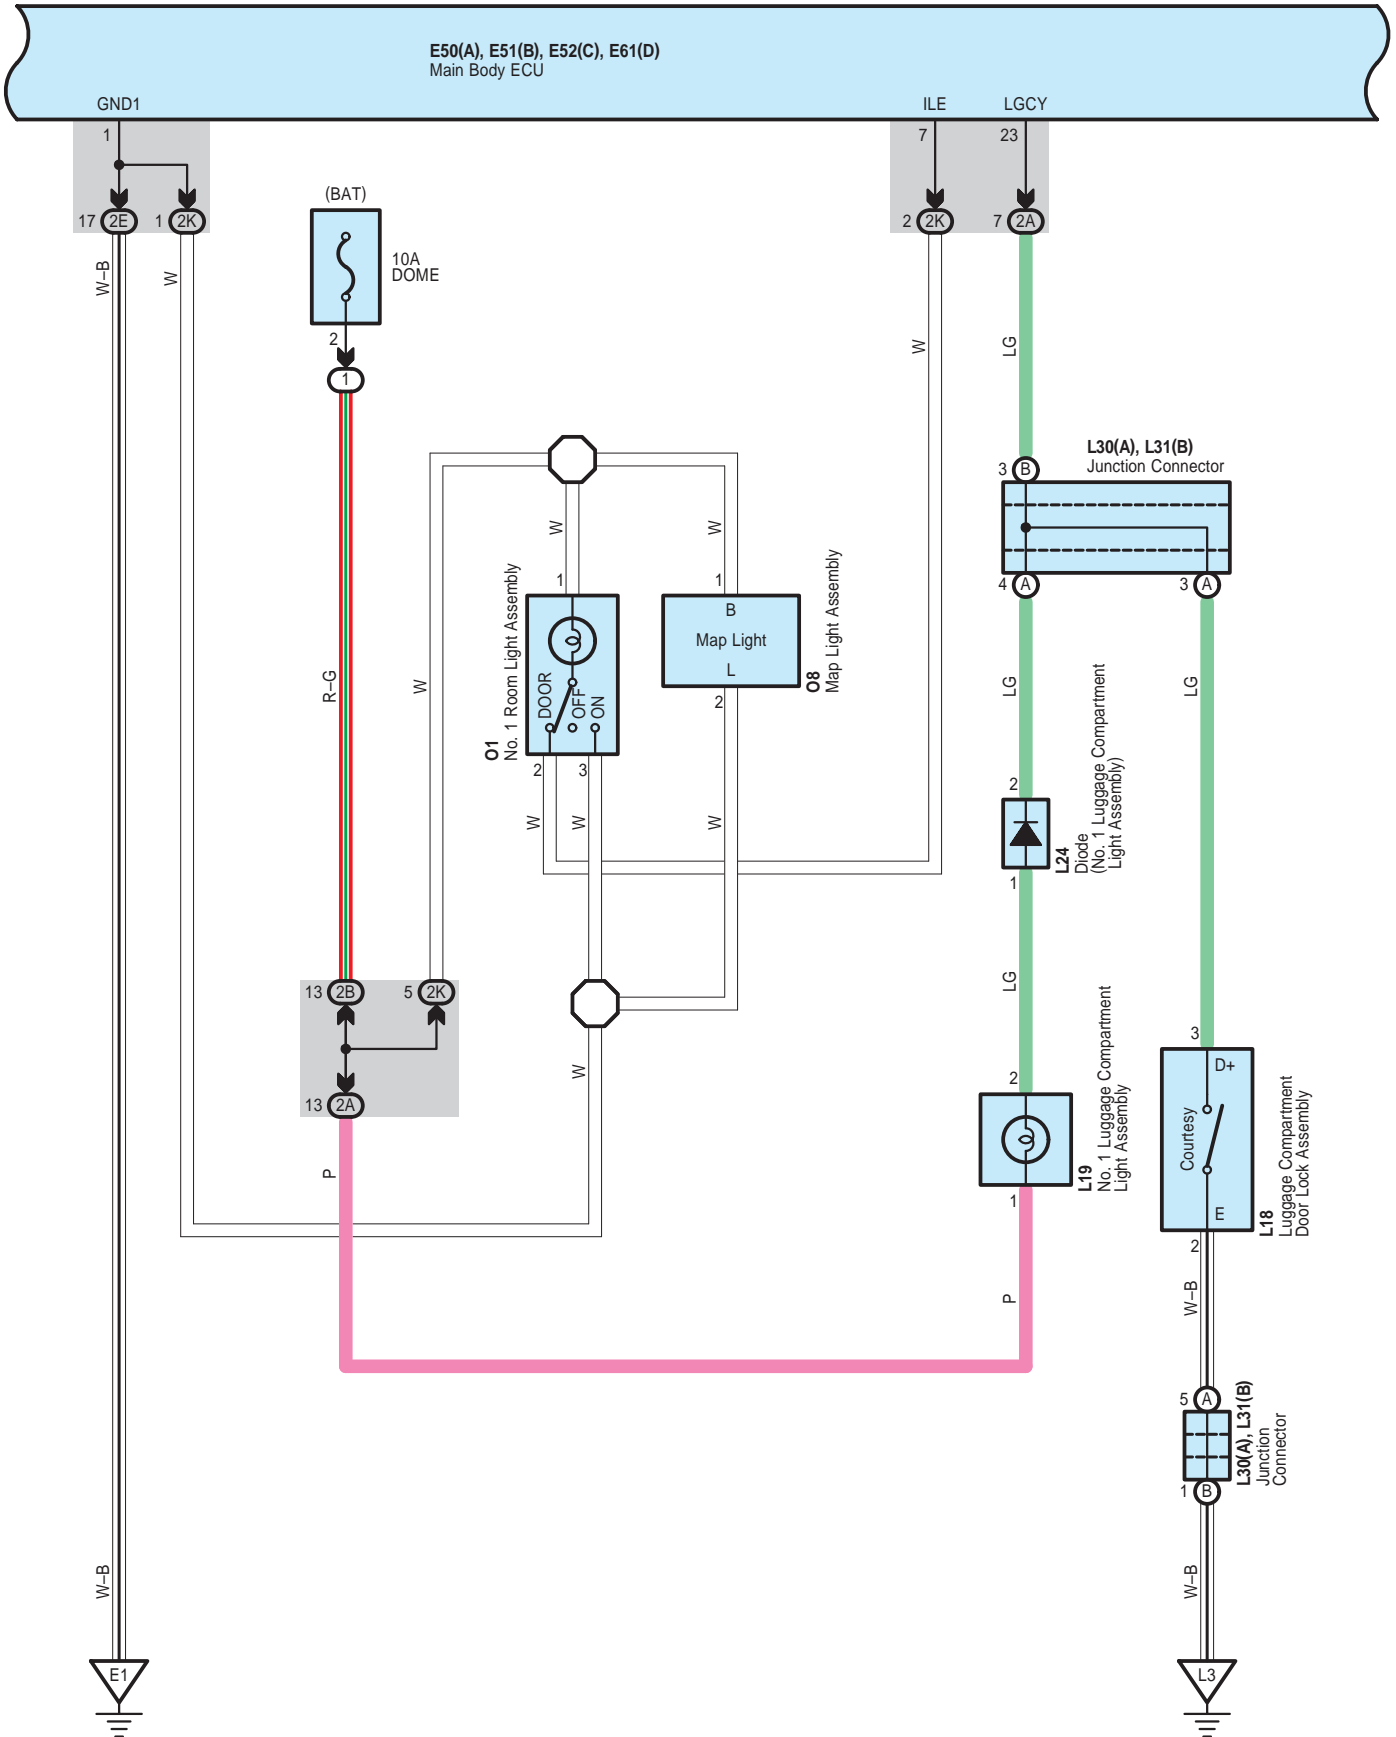 E50(A), E51(B), E52(C), E61(D)
Main Body ECU
GND1
ILE
LGCY
1
7
23
17 2E
1 2K
2 2K
7 2A
(BAT)
10A
DOME
2
1
W–B
W
W
LG
L30(A), L31(B)
Junction Connector
3 B
4 A
3 A
W
W
1
1
O1
No. 1 Room Light Assembly
DOOR
OFF
ON
B
Map Light
L
O8
Map Light Assembly
R–G
W
LG
LG
2
3
2
W
W
W
2
L24
Diode
(No. 1 Luggage Compartment
Light Assembly)
1
13 2B
5 2K
LG
13 2A
W
P
2
L19
No. 1 Luggage Compartment
Light Assembly
1
3
D+
Courtesy
E
L18
Luggage Compartment
Door Lock Assembly
2
P
W–B
5 A
L30(A), L31(B)
Junction
Connector
1 B
W–B
W–B
E1
L3